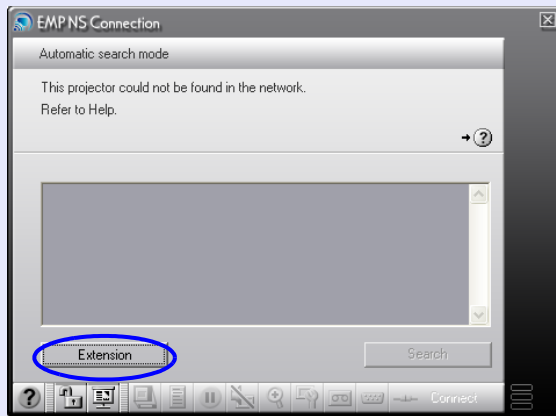 EMP NS Connection
Automatic search mode
This projector could not be found in the network.
Refer to Help.
Extension
Search
Connect